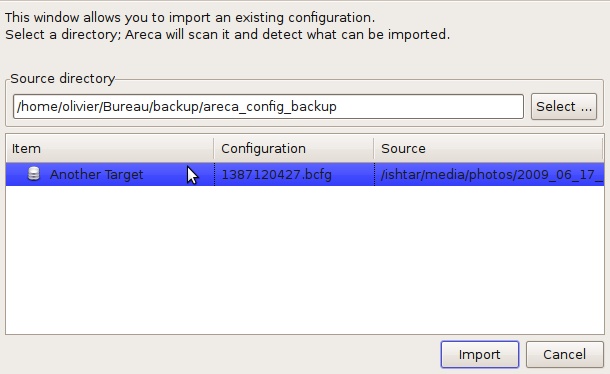 This window allows you to import an existing configuration.
Select a directory; Areca will scan it and detect what can be imported.
Source directory
/home/olivier/Bureau/backup/areca_config_backup Select ...
Item Configuration Source
Another Target 1387120427.bcfg /ishtar/media/photos/2009_06_17_
Import Cancel